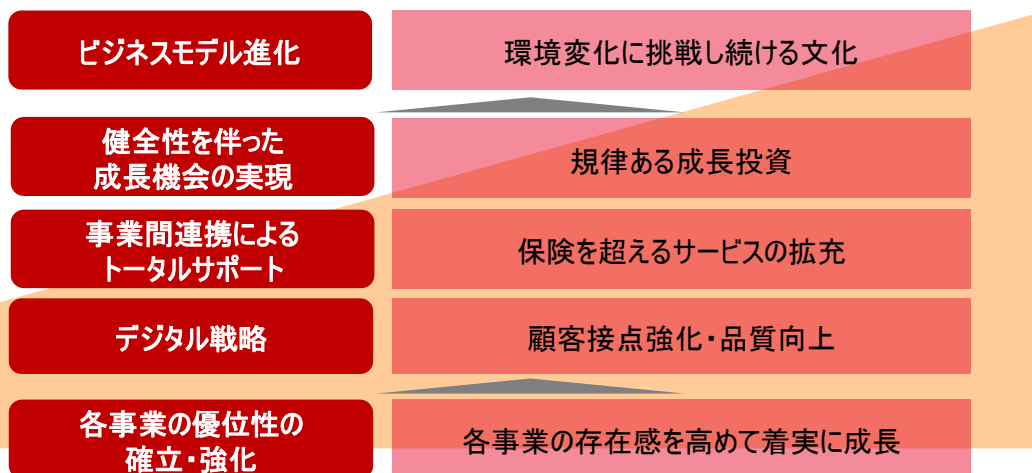 ビジネスモデル進化
環境変化に挑戦し続ける文化
健全性を伴った
成長機会の実現
規律ある成長投資
事業間連携による
トータルサポート
保険を超えるサービスの拡充
デジタル戦略
顧客接点強化・品質向上
各事業の優位性の
確立・強化
各事業の存在感を高めて着実に成長